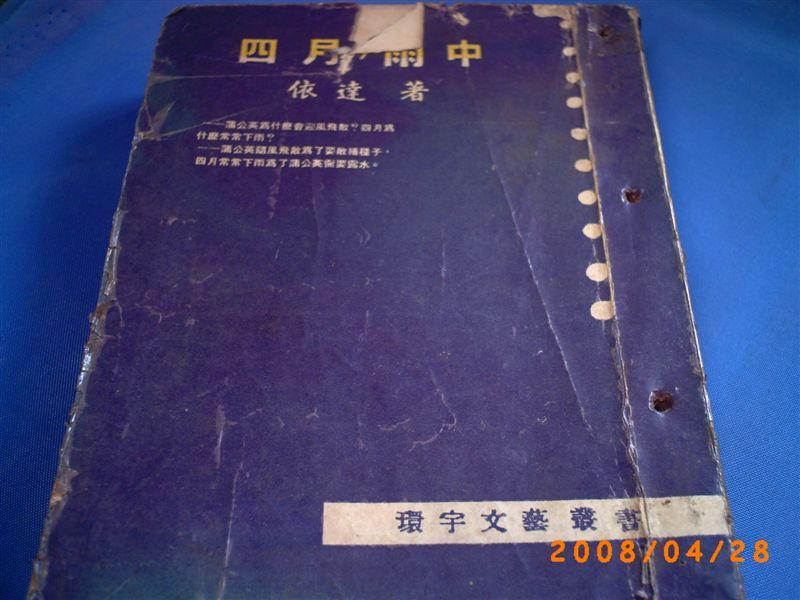 四月，雨中
依達 著
——蒲公英爲什麼會迎風飛散？四月爲
什麼常常下雨？
——蒲公英隨風飛散爲了要散播種子，
四月常常下雨爲了蒲公英需要露水。
環宇文藝叢書
2008/04/28